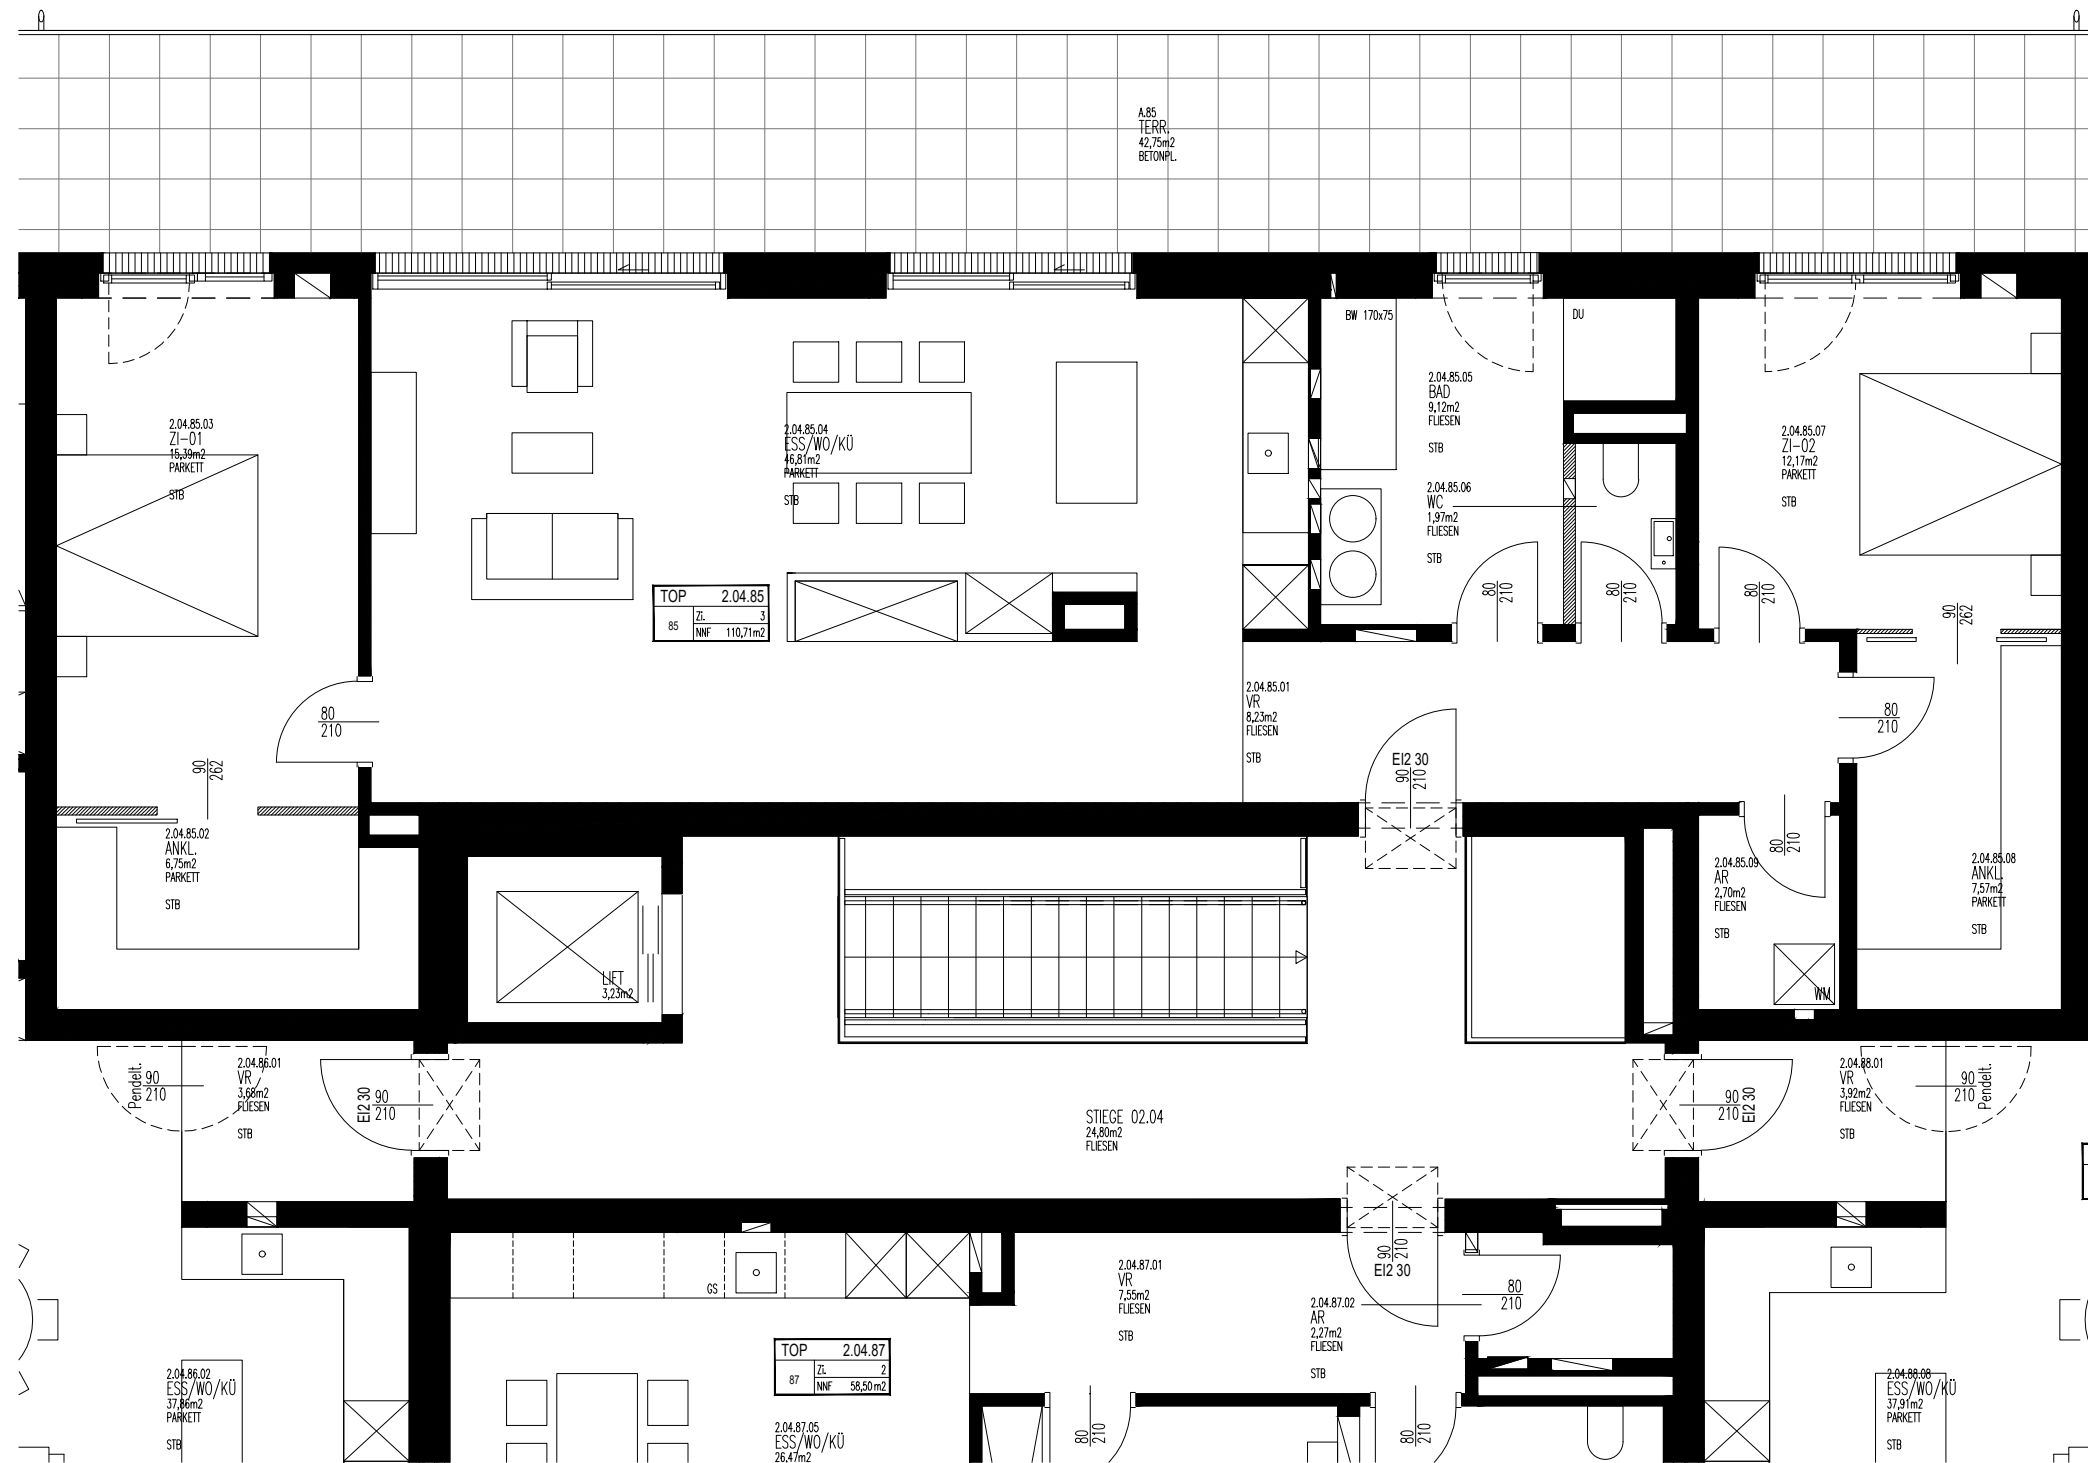 A.85
TERR.
42,75m2
BETONPL.
BW 170x75
DU
2.04.85.03
ZI-01
15,39m2
PARKETT
STB
2.04.85.04
ESS/WO/KÜ
46,81m2
PARKETT
STB
2.04.85.05
BAD
9,12m2
FLIESEN
STB
2.04.85.06
WC
1,97m2
FLIESEN
STB
2.04.85.07
ZI-02
12,17m2
PARKETT
STB
TOP 2.04.85
85
Zi. 3
NNF 110,71m2
80
210
80
210
80
210
90
262
2.04.85.01
VR
8,23m2
FLIESEN
STB
80
210
80
210
90
262
EI2 30
90
210
2.04.85.02
ANKL.
6,75m2
PARKETT
STB
80
210
2.04.85.09
AR
2,70m2
FLIESEN
STB
2.04.85.08
ANKL.
7,57m2
PARKETT
STB
LIFT
3,23m2
WM
Pendelt.
90
210
2.04.86.01
VR
3,68m2
FLIESEN
STB
EI2 30
90
210
STIEGE 02.04
24,80m2
FLIESEN
90
210
EI2 30
2.04.88.01
VR
3,92m2
FLIESEN
STB
90
210
Pendelt.
90
210
EI2 30
GS
2.04.87.01
VR
7,55m2
FLIESEN
STB
2.04.87.02
AR
2,27m2
FLIESEN
STB
80
210
TOP 2.04.87
87
Zi. 2
NNF 58,50m2
2.04.86.02
ESS/WO/KÜ
37,86m2
PARKETT
STB
2.04.87.05
ESS/WO/KÜ
26,47m2
80
210
80
210
2.04.88.08
ESS/WO/KÜ
37,91m2
PARKETT
STB